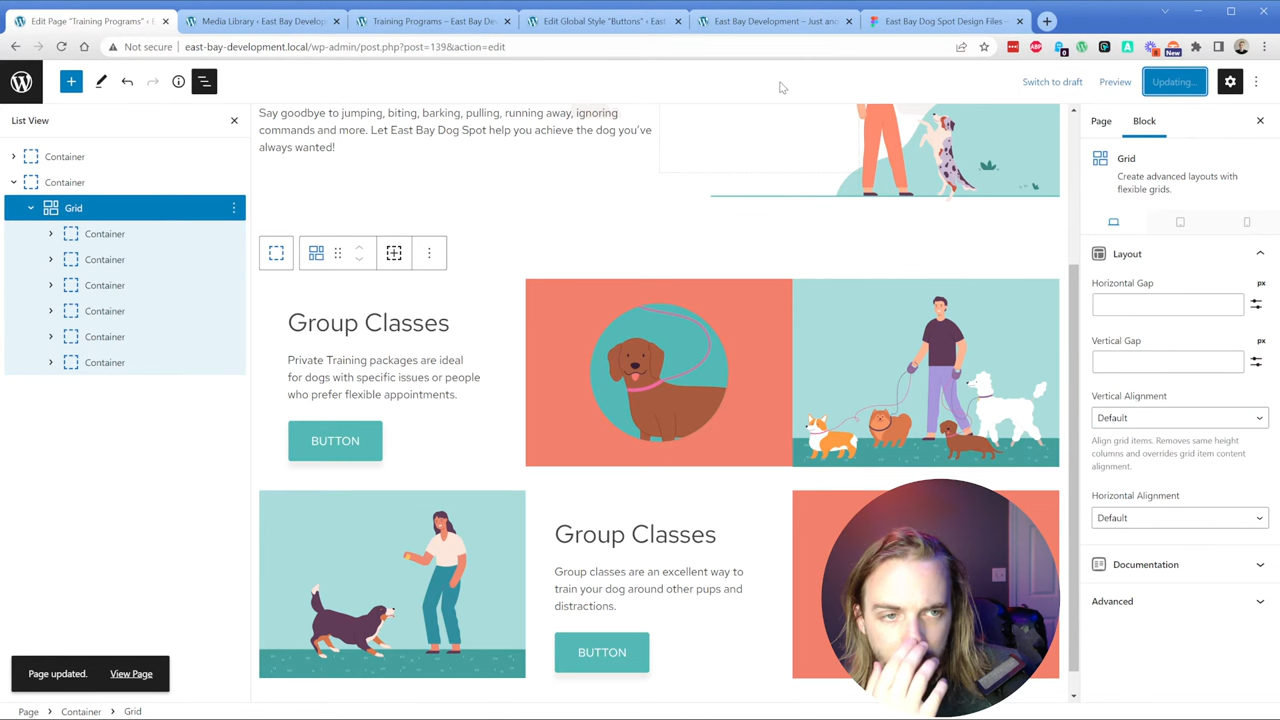 Edit Page "Training Programs" ‹ E
Media Library ‹ East Bay Develop
Training Programs – East Bay De
Edit Global Style "Buttons" ‹ East
East Bay Development – Just ano
East Bay Dog Spot Design Files –
Not secure
east-bay-development.local/wp-admin/post.php?post=139&action=edit
New
Switch to draft
Preview
Updating...
List View
Container
Container
Grid
Container
Container
Container
Container
Container
Container
Say goodbye to jumping, biting, barking, pulling, running away, ignoring
commands and more. Let East Bay Dog Spot help you achieve the dog you've
always wanted!
Group Classes
Private Training packages are ideal
for dogs with specific issues or people
who prefer flexible appointments.
BUTTON
Group Classes
Group classes are an excellent way to
train your dog around other pups and
distractions.
BUTTON
Page
Block
Grid
Create advanced layouts with
flexible grids.
Layout
Horizontal Gap
px
Vertical Gap
px
Vertical Alignment
Default
Align grid items. Removes same height
columns and overrides grid item content
alignment.
Horizontal Alignment
Default
Documentation
Advanced
Page updated.
View Page
Page
Container
Grid